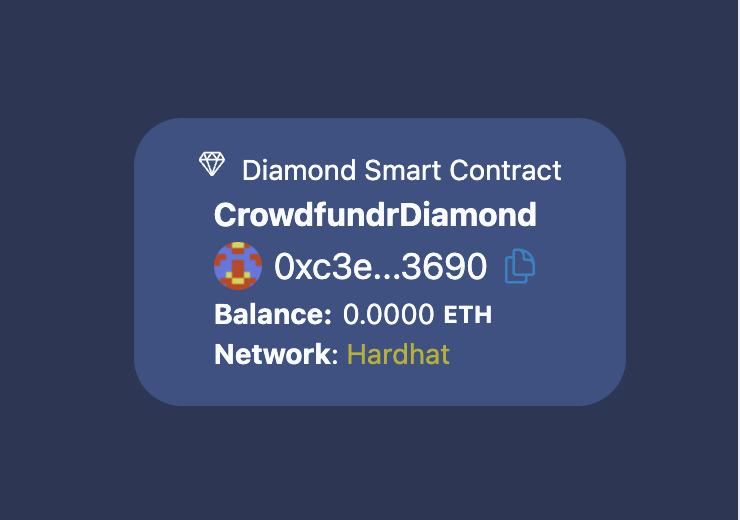 Diamond Smart Contract
CrowdfundrDiamond
0xc3e...3690
Balance: 0.0000 ETH
Network: Hardhat